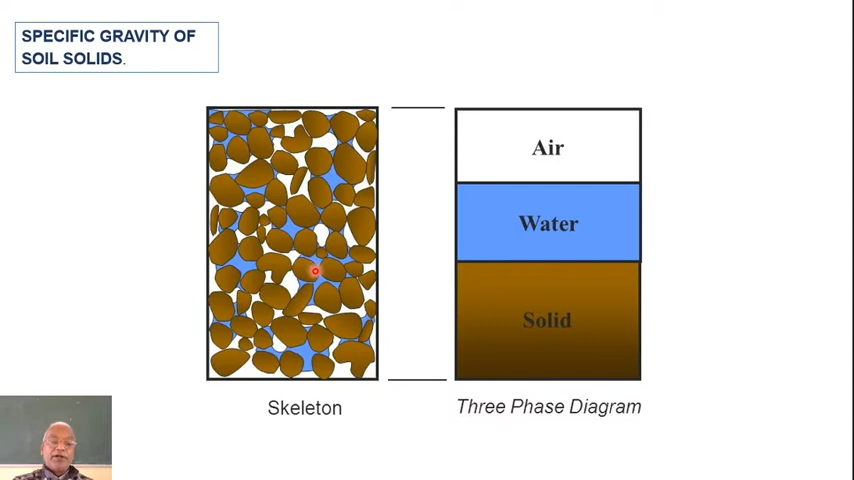 SPECIFIC GRAVITY OF
SOIL SOLIDS.
Air
Water
Solid
Skeleton
Three Phase Diagram